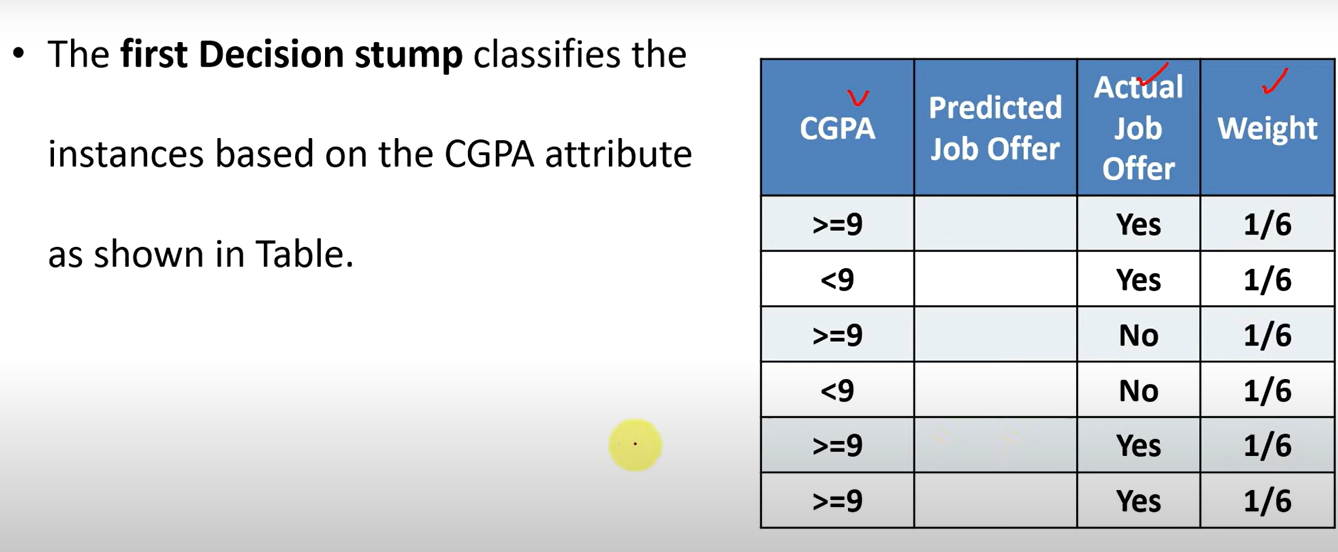 • The first Decision stump classifies the
instances based on the CGPA attribute
as shown in Table.
CGPA Predicted Job Offer Actual Job Offer Weight
>=9 Yes 1/6
<9 Yes 1/6
>=9 No 1/6
<9 No 1/6
>=9 Yes 1/6
>=9 Yes 1/6